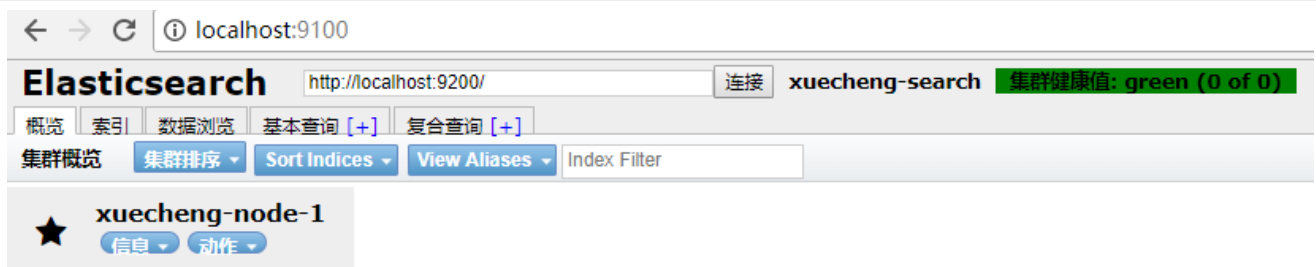 localhost:9100
Elasticsearch http://localhost:9200/ 连接 xuecheng-search 集群健康值: green (0 of 0)
概览 索引 数据浏览 基本查询 [+] 复合查询 [+]
集群概览 集群排序 Sort Indices View Aliases Index Filter
xuecheng-node-1
信息 动作